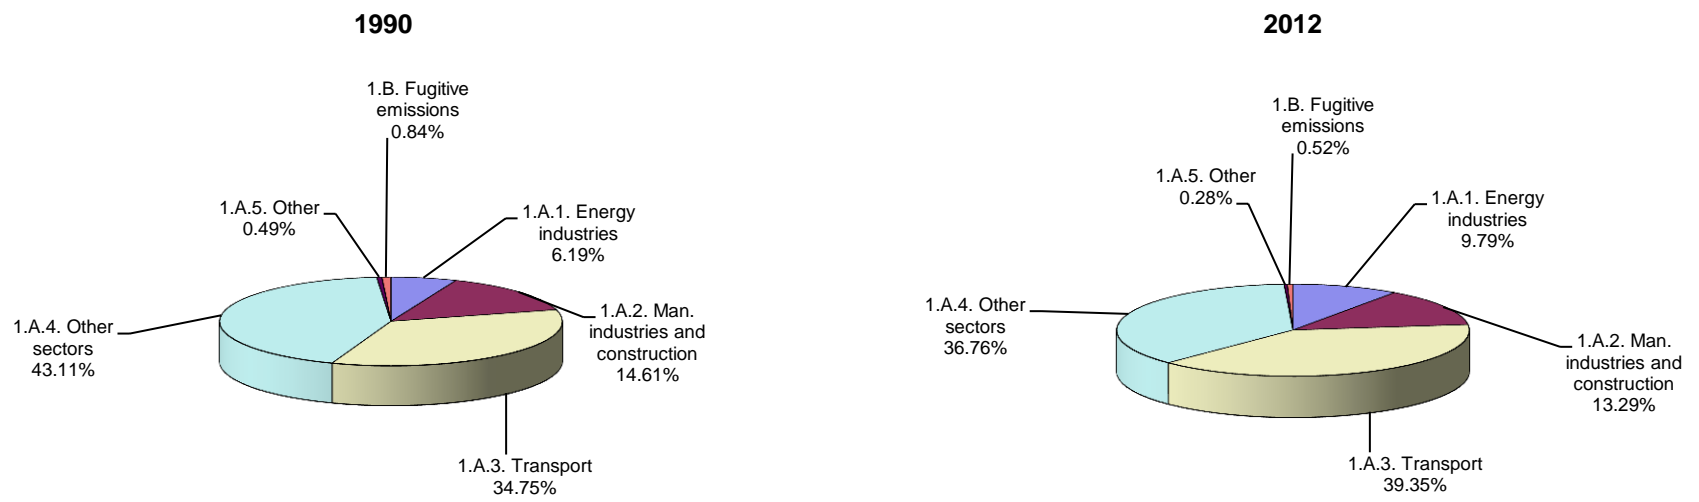 1990
1.B. Fugitive
emissions
0.84%
1.A.5. Other
0.49%
1.A.1. Energy
industries
6.19%
1.A.4. Other
sectors
43.11%
1.A.2. Man.
industries and
construction
14.61%
1.A.3. Transport
34.75%
2012
1.B. Fugitive
emissions
0.52%
1.A.5. Other
0.28%
1.A.1. Energy
industries
9.79%
1.A.4. Other
sectors
36.76%
1.A.2. Man.
industries and
construction
13.29%
1.A.3. Transport
39.35%